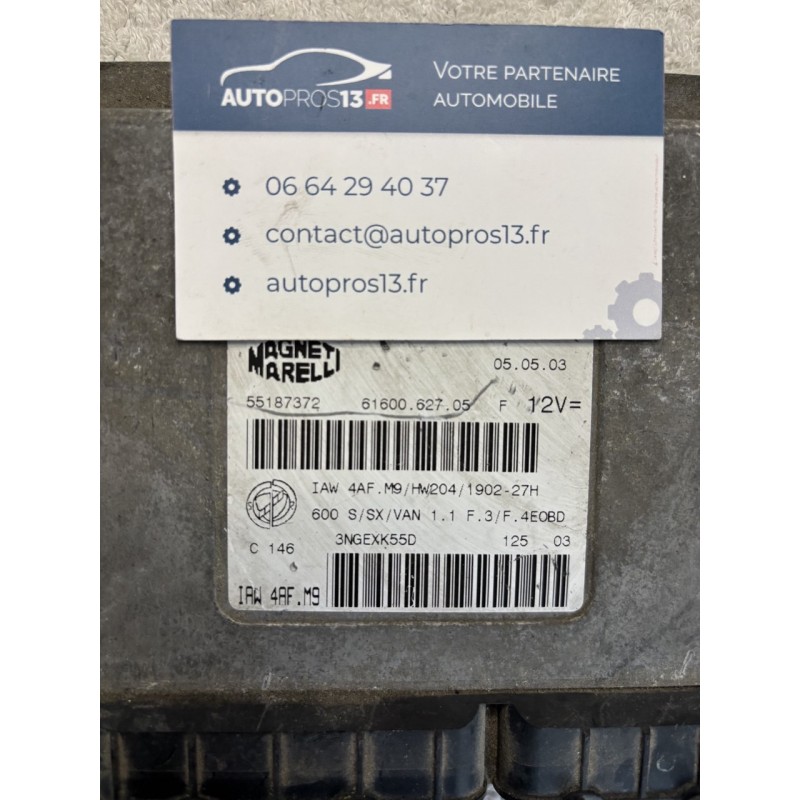 AUTOPROS13.FR
VOTRE PARTENAIRE
AUTOMOBILE
06 64 29 40 37
contact@autopros13.fr
autopros13.fr
MAGNETI
MARELLI
05.05.03
55187372 61600.627.05 F 12V=
IAW 4AF.M9/HW204/1902-27H
600 S/SX/VAN 1.1 F.3/F.4EOBD
C 146 3NGEXK55D 125 03
IAW 4AF.M9